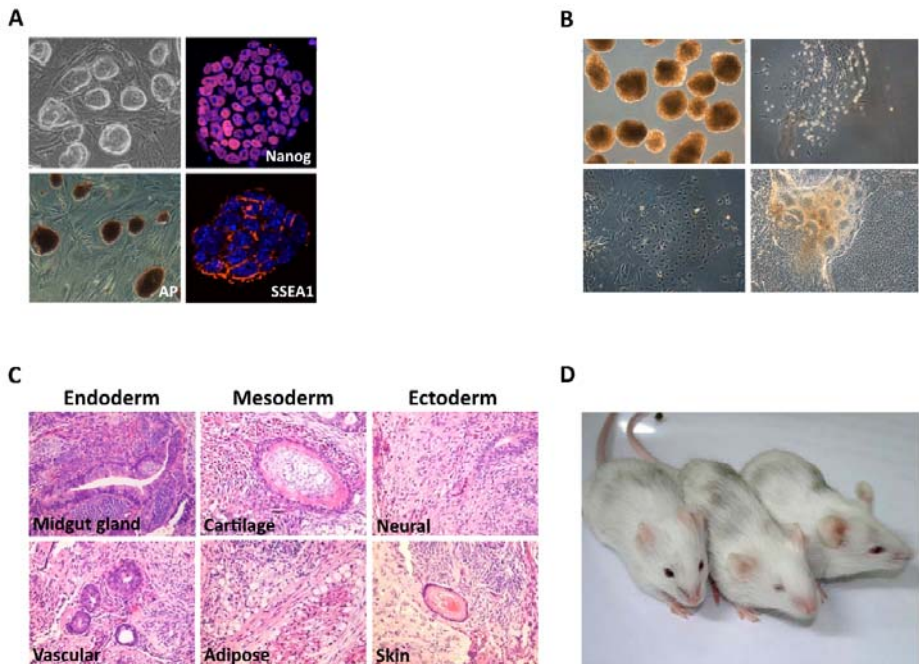 A
Nanog
AP
SSEA1
B
C
Endoderm
Mesoderm
Ectoderm
Midgut gland
Cartilage
Neural
Vascular
Adipose
Skin
D